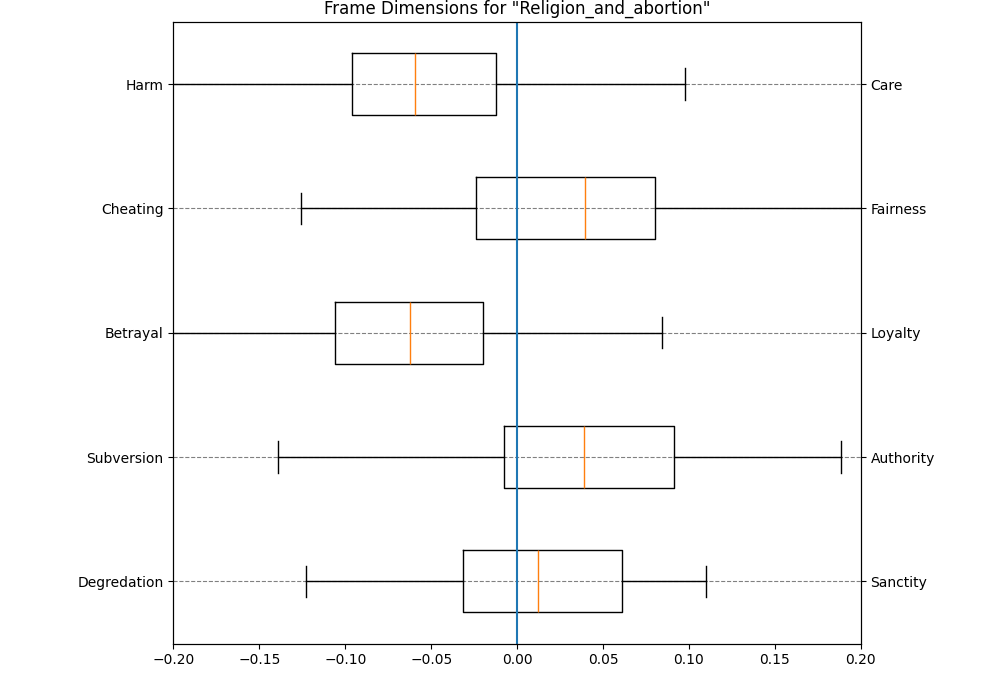 Frame Dimensions for "Religion_and_abortion"
Harm Care
Cheating Fairness
Betrayal Loyalty
Subversion Authority
Degredation Sanctity
−0.20 −0.15 −0.10 −0.05 0.00 0.05 0.10 0.15 0.20